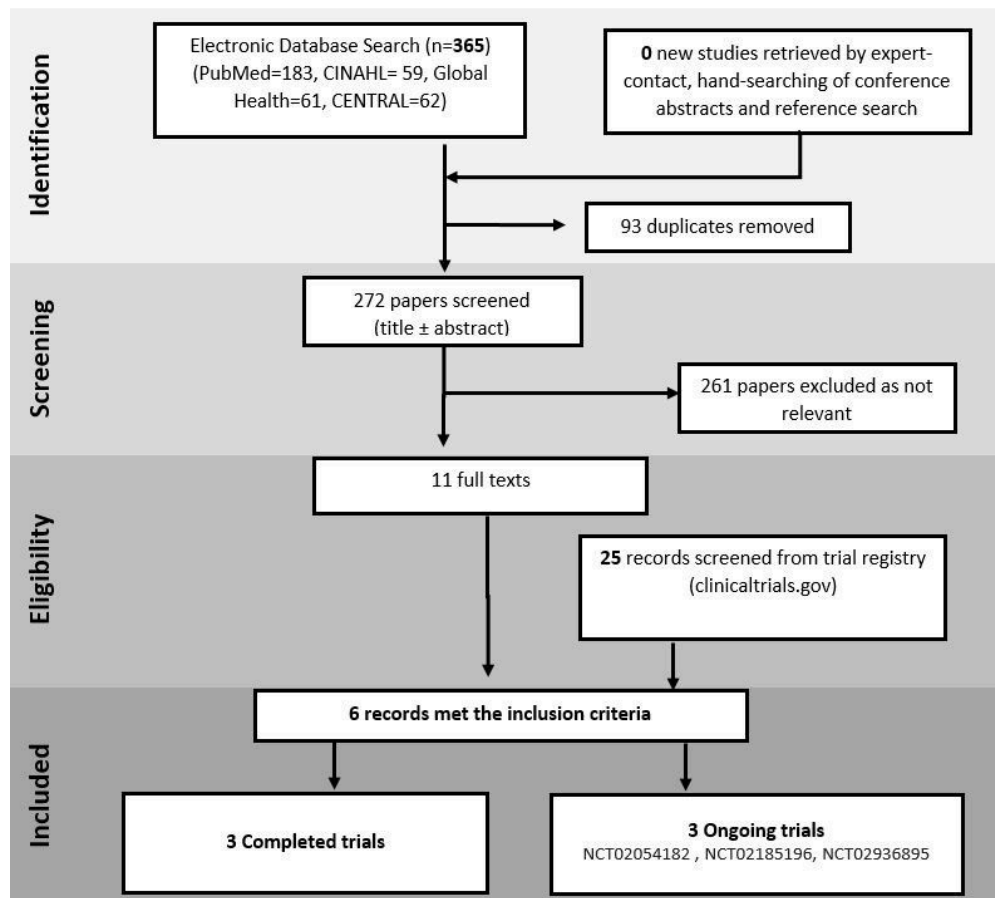 Identification
Electronic Database Search (n=365)
(PubMed=183, CINAHL= 59, Global
Health=61, CENTRAL=62)
0 new studies retrieved by expert-
contact, hand-searching of conference
abstracts and reference search
93 duplicates removed
Screening
272 papers screened
(title ± abstract)
261 papers excluded as not
relevant
Eligibility
11 full texts
25 records screened from trial registry
(clinicaltrials.gov)
Included
6 records met the inclusion criteria
3 Completed trials
3 Ongoing trials
NCT02054182 , NCT02185196, NCT02936895